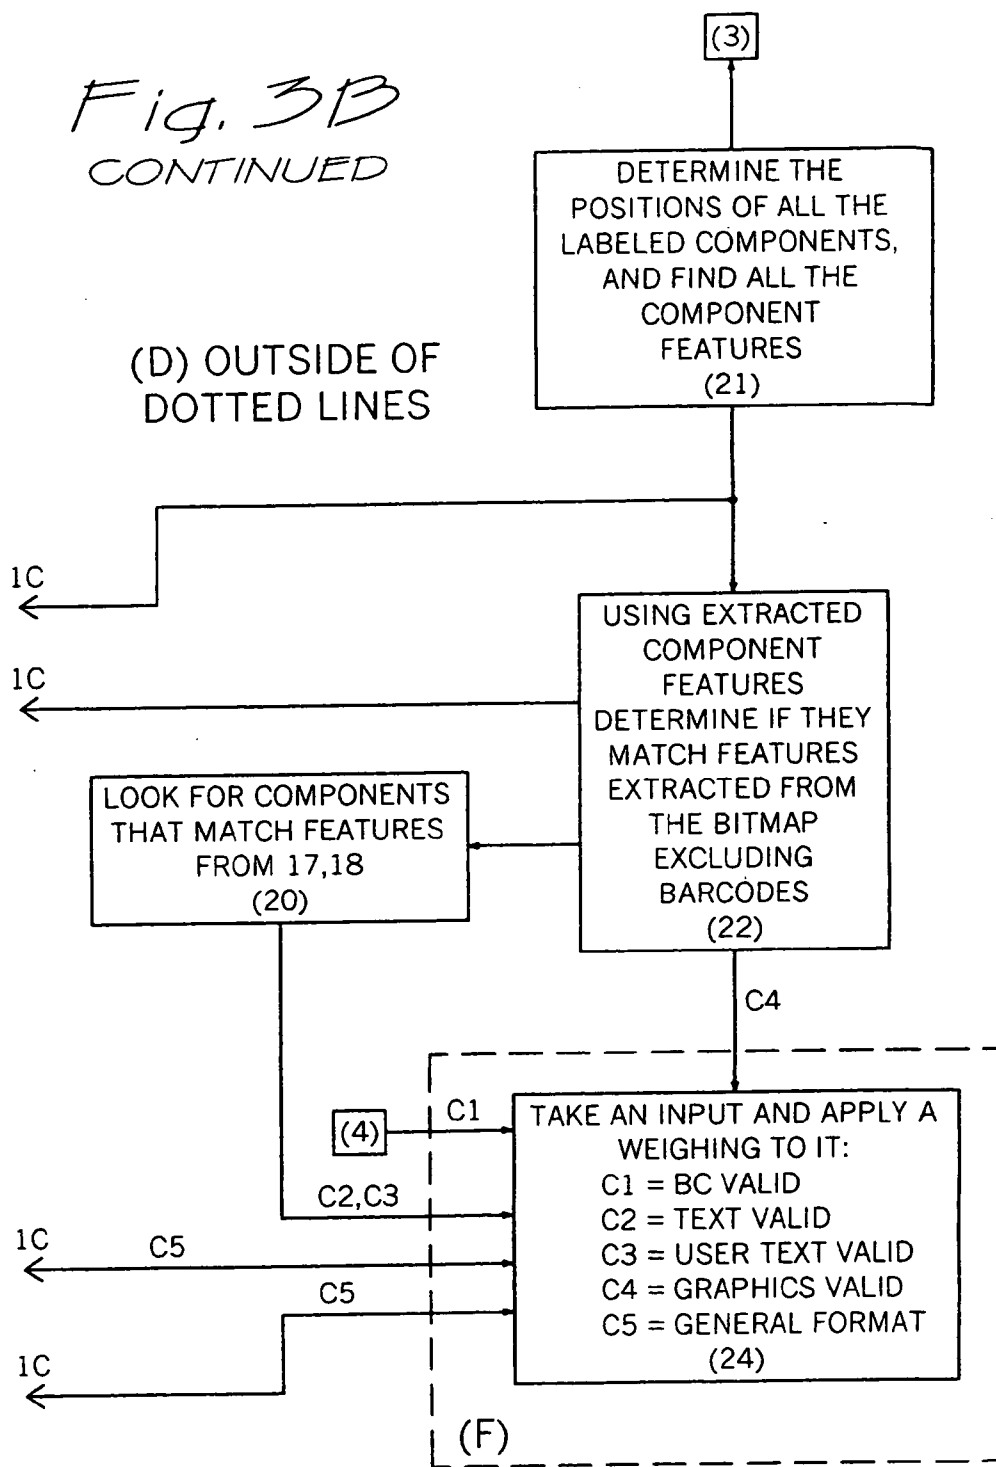 (3)
Fig. 3B
CONTINUED
DETERMINE THE
POSITIONS OF ALL THE
LABELED COMPONENTS,
AND FIND ALL THE
COMPONENT
FEATURES
(21)
(D) OUTSIDE OF
DOTTED LINES
1C
1C
USING EXTRACTED
COMPONENT
FEATURES
DETERMINE IF THEY
MATCH FEATURES
EXTRACTED FROM
THE BITMAP
EXCLUDING
BARCODES
(22)
LOOK FOR COMPONENTS
THAT MATCH FEATURES
FROM 17,18
(20)
C4
(4)
C1
C2,C3
1C
C5
C5
1C
TAKE AN INPUT AND APPLY A
WEIGHING TO IT:
C1 = BC VALID
C2 = TEXT VALID
C3 = USER TEXT VALID
C4 = GRAPHICS VALID
C5 = GENERAL FORMAT
(24)
(F)